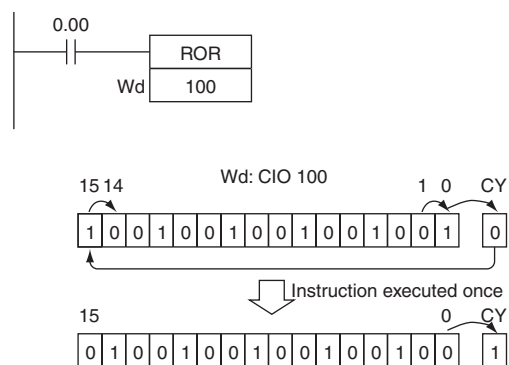 0.00
ROR
Wd 100
Wd: CIO 100
15 14 1 0 CY
1 0 0 1 0 0 1 0 0 1 0 0 1 0 0 1 0
Instruction executed once
15 0 CY
0 1 0 0 1 0 0 1 0 0 1 0 0 1 0 0 1